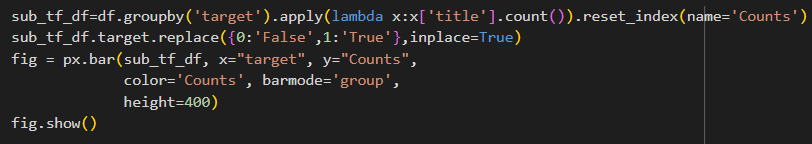 sub_tf_df=df.groupby('target').apply(lambda x:x['title'].count()).reset_index(name='Counts')
sub_tf_df.target.replace({0:'False',1:'True'},inplace=True)
fig = px.bar(sub_tf_df, x="target", y="Counts",
             color='Counts', barmode='group',
             height=400)
fig.show()